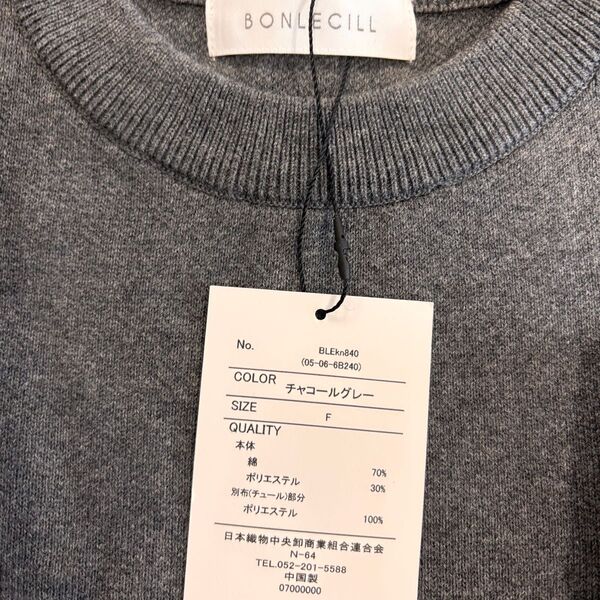 BONLECILL
No. BLEkn840
(05-06-6B240)
COLOR チャコールグレー
SIZE F
QUALITY
本体
綿 70%
ポリエステル 30%
別布(チュール)部分
ポリエステル 100%
日本織物中央卸商業組合連合会
N-64
TEL.052-201-5588
中国製
07000000